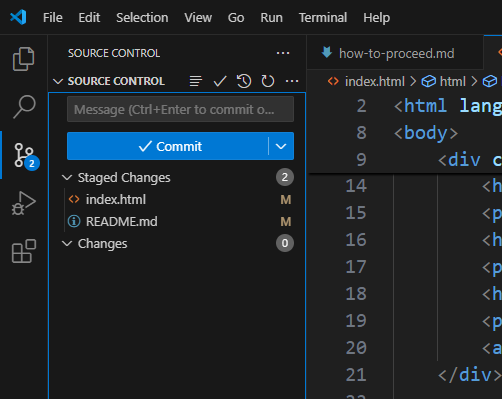 File Edit Selection View Go Run Terminal Help
SOURCE CONTROL
SOURCE CONTROL
Message (Ctrl+Enter to commit o...
Commit
Staged Changes 2
index.html M
README.md M
Changes 0
2
how-to-proceed.md
index.html > html >
2 <html lang
8 <body>
9 <div c
14 <h
15 <p
16 <h
17 <p
18 <h
19 <p
20 <a
21 </div>